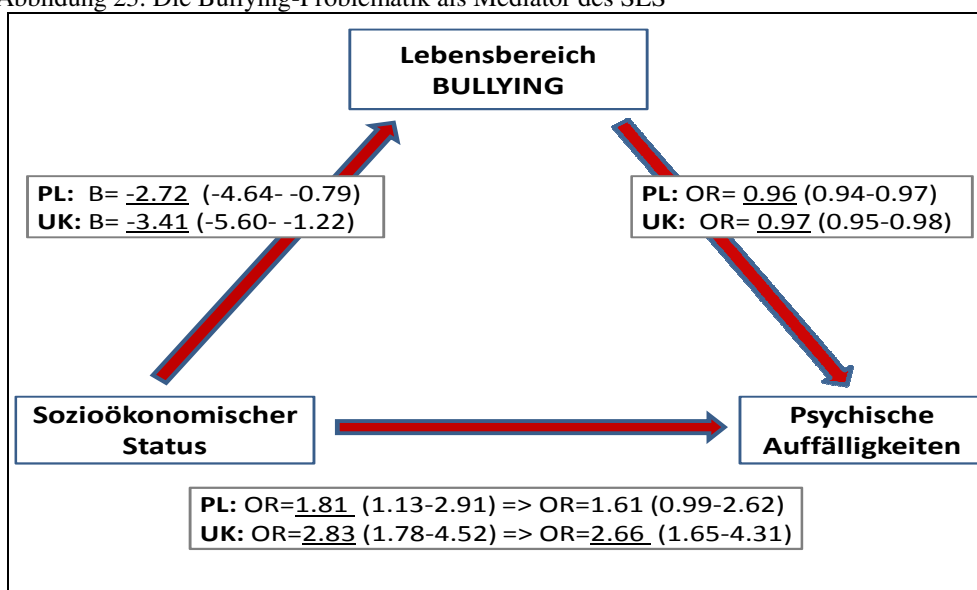 Abbildung 25: Die Bullying-Problematik als Mediator des SES
Lebensbereich
BULLYING
PL: B= -2.72 (-4.64- -0.79)
UK: B= -3.41 (-5.60- -1.22)
PL: OR= 0.96 (0.94-0.97)
UK: OR= 0.97 (0.95-0.98)
Sozioökonomischer
Status
Psychische
Auffälligkeiten
PL: OR=1.81 (1.13-2.91) => OR=1.61 (0.99-2.62)
UK: OR=2.83 (1.78-4.52) => OR=2.66 (1.65-4.31)